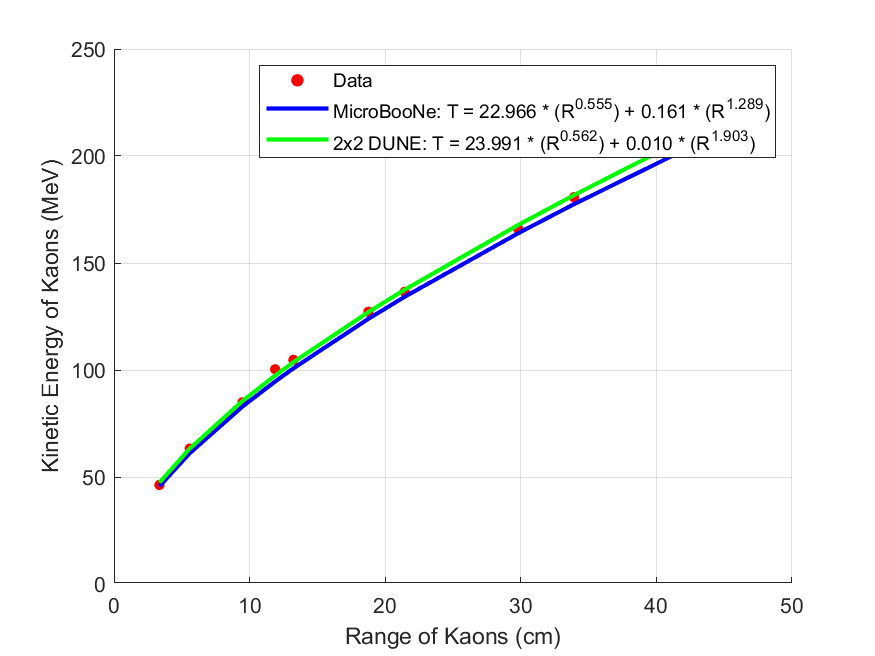 250
200
150
100
50
0
0 10 20 30 40 50
Kinetic Energy of Kaons (MeV)
Range of Kaons (cm)
Data
MicroBooNe: T = 22.966 * (R^0.555) + 0.161 * (R^1.289)
2x2 DUNE: T = 23.991 * (R^0.562) + 0.010 * (R^1.903)